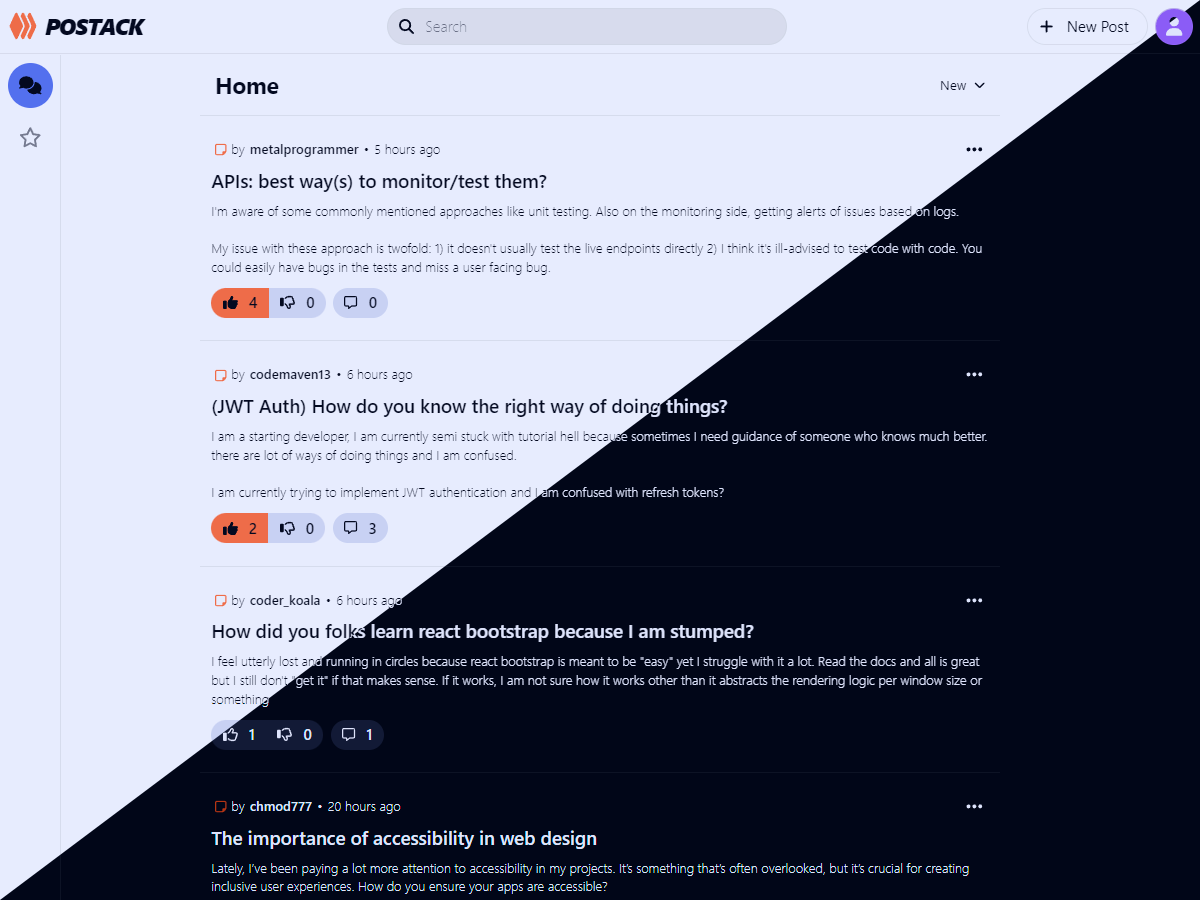 POSTACK
Search
New Post
Home
New
by metalprogrammer • 5 hours ago
APIs: best way(s) to monitor/test them?
I'm aware of some commonly mentioned approaches like unit testing. Also on the monitoring side, getting alerts of issues based on logs.
My issue with these approach is twofold: 1) it doesn't usually test the live endpoints directly 2) I think it's ill-advised to test code with code. You
could easily have bugs in the tests and miss a user facing bug.
4 0 0
by codemaven13 • 6 hours ago
(JWT Auth) How do you know the right way of doing things?
I am a starting developer, I am currently semi stuck with tutorial hell because sometimes I need guidance of someone who knows much better.
there are lot of ways of doing things and I am confused.
I am currently trying to implement JWT authentication and I am confused with refresh tokens?
2 0 3
by coder_koala • 6 hours ago
How did you folks learn react bootstrap because I am stumped?
I feel utterly lost and running in circles because react bootstrap is meant to be "easy" yet I struggle with it a lot. Read the docs and all is great
but I still don't "get it" if that makes sense. If it works, I am not sure how it works other than it abstracts the rendering logic per window size or
something
1 0 1
by chmod777 • 20 hours ago
The importance of accessibility in web design
Lately, I've been paying a lot more attention to accessibility in my projects. It's something that's often overlooked, but it's crucial for creating
inclusive user experiences. How do you ensure your apps are accessible?